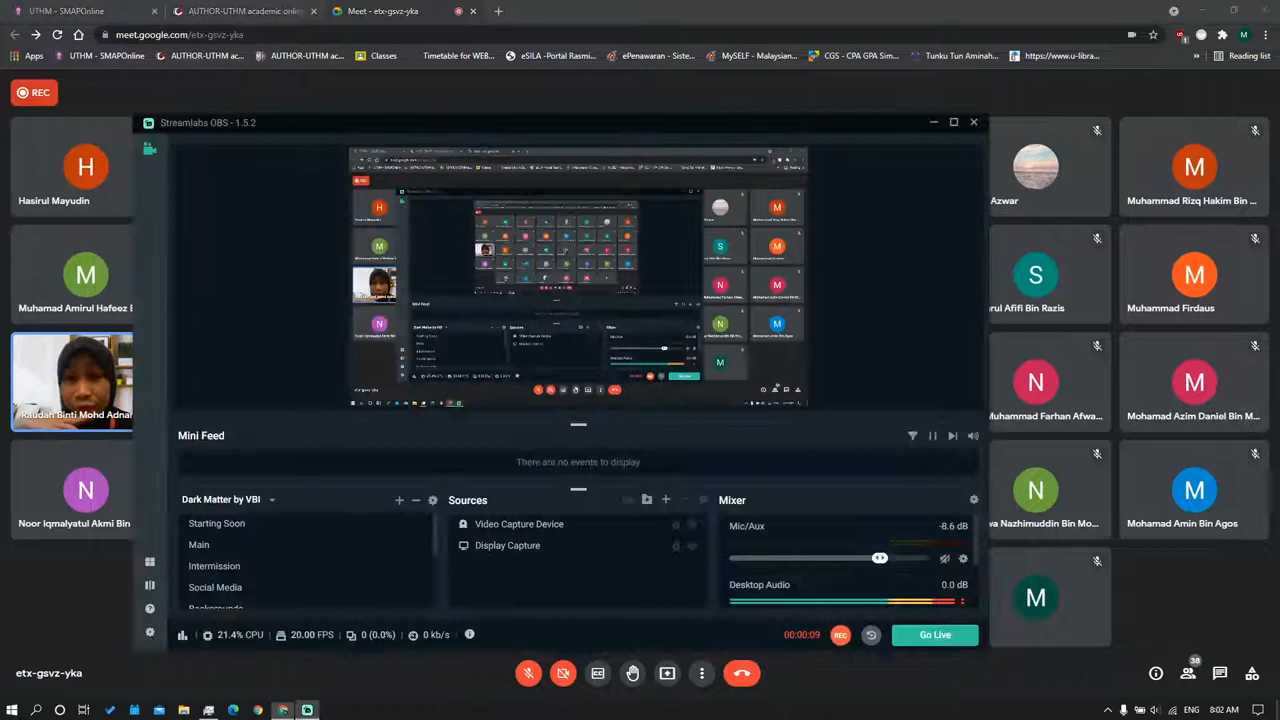 UTHM - SMAPOnline
AUTHOR-UTHM academic onlin
Meet - etx-gsvz-yka
meet.google.com/etx-gsvz-yka
Apps
UTHM - SMAPOnline
AUTHOR-UTHM ac...
AUTHOR-UTHM ac...
Classes
Timetable for WEB...
eSILA -Portal Rasmi...
ePenawaran - Siste...
MySELF - Malaysian...
CGS - CPA GPA Sim...
Tunku Tun Aminah...
https://www.u-libra...
Reading list
REC
Streamlabs OBS - 1.5.2
H
Azwar
M
Muhammad Rizq Hakim Bin ...
M
Muhamad Amirul Hafeez B
S
arul Afifi Bin Razis
M
Muhammad Firdaus
Raudah Binti Mohd Adnan
N
Muhammad Farhan Afwa...
M
Mohamad Azim Daniel Bin M...
N
Noor Iqmalyatul Akmi Bin
N
wa Nazhimuddin Bin Mo...
M
Mohamad Amin Bin Agos
M
Mini Feed
There are no events to display
Dark Matter by VBI
Sources
Mixer
Starting Soon
Main
Intermission
Social Media
Backgrounds
Video Capture Device
Display Capture
Mic/Aux
-8.6 dB
Desktop Audio
0.0 dB
21.4% CPU
20.00 FPS
0 (0.0%)
0 kb/s
00:00:09
REC
Go Live
etx-gsvz-yka
38
ENG
8:02 AM